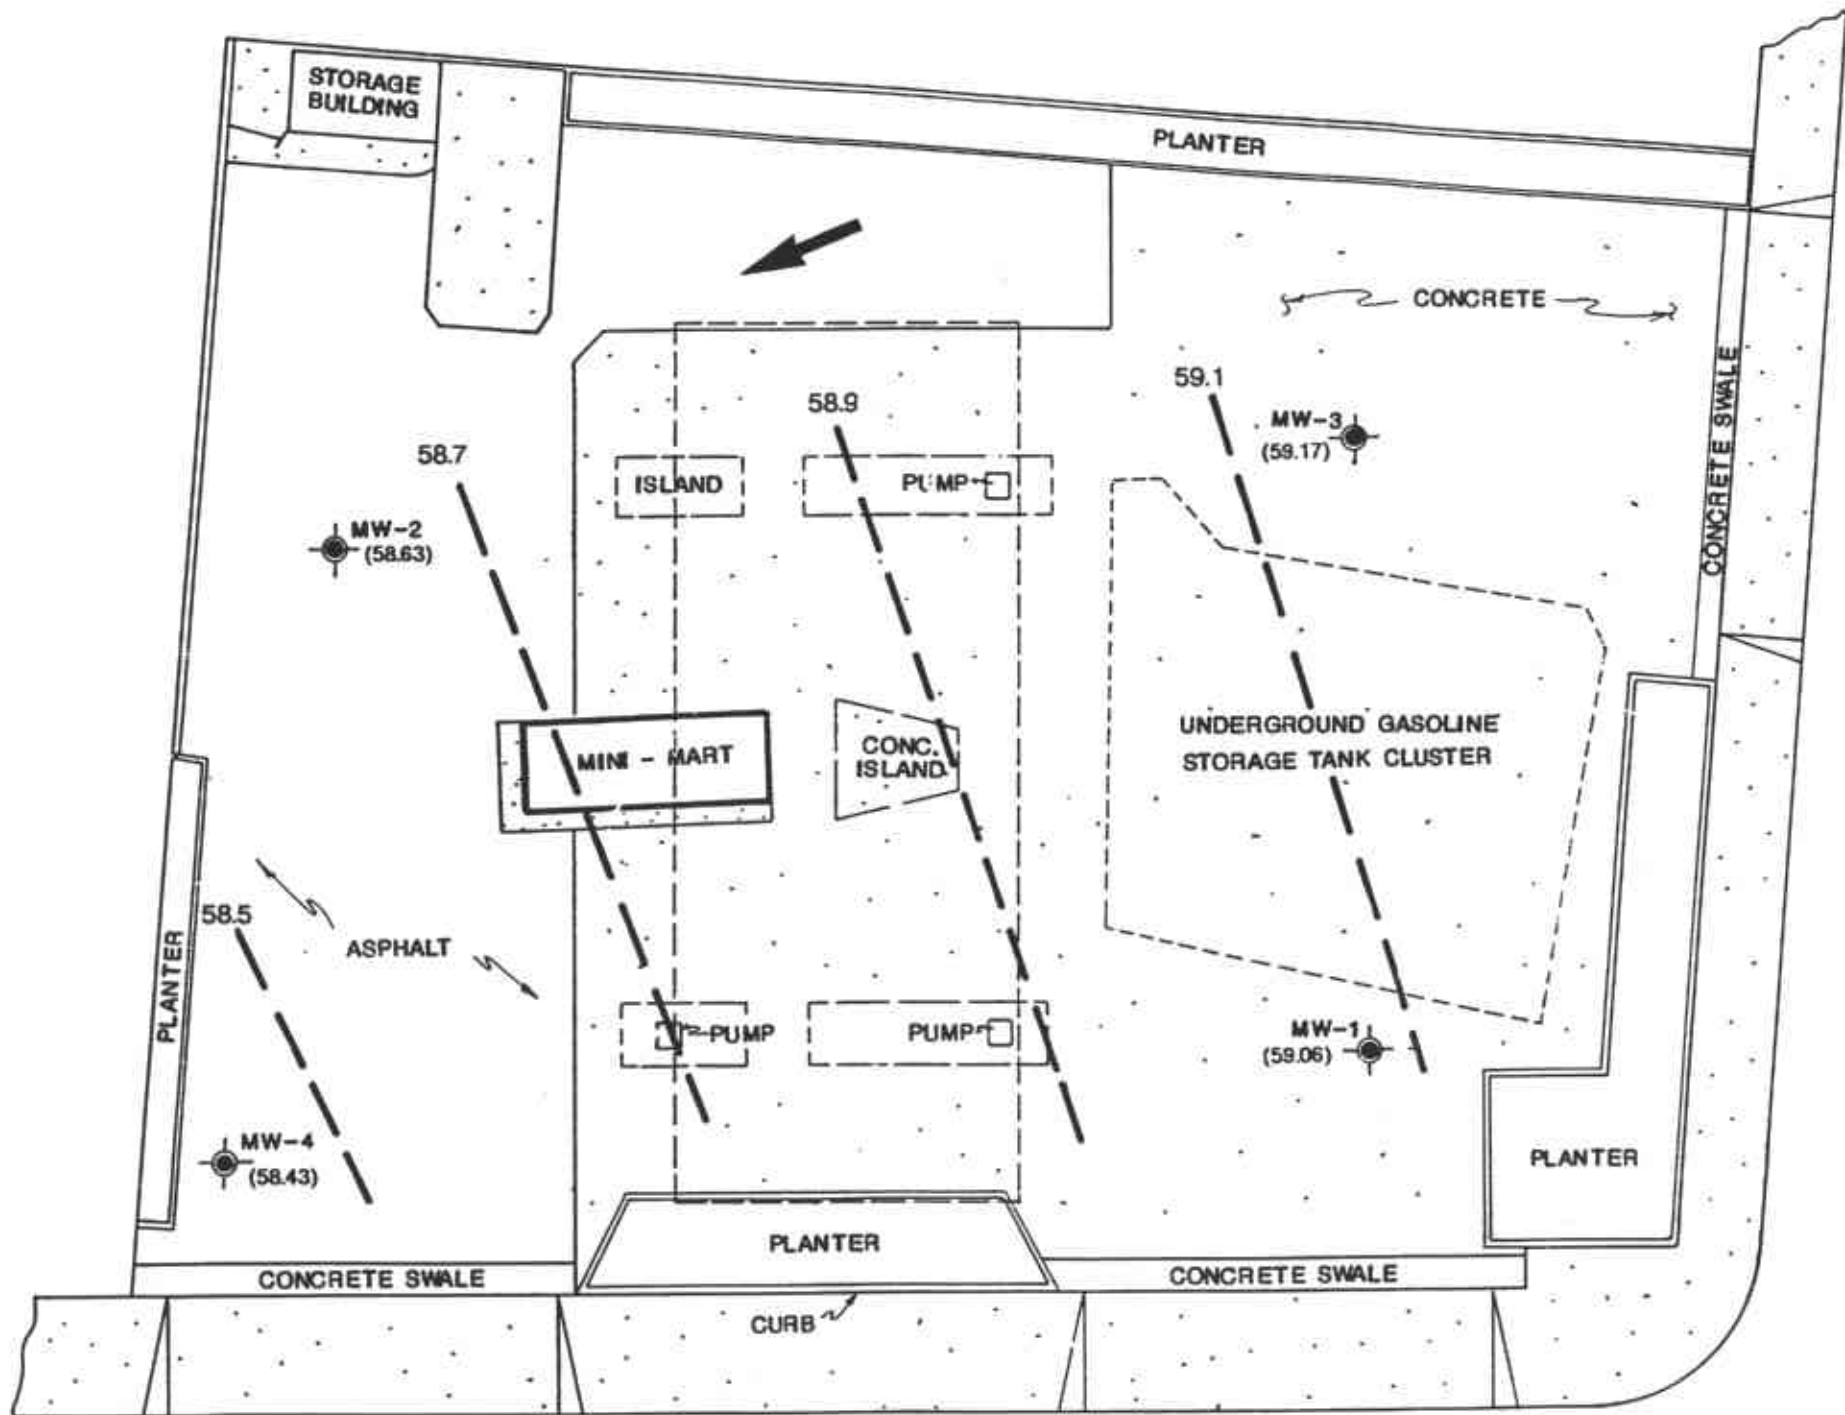 STORAGE
BUILDING
PLANTER
CONCRETE
59.1
58.9
58.7
MW-3
(59.17)
CONCRETE SWALE
ISLAND
PUMP
MW-2
(58.63)
UNDERGROUND GASOLINE
STORAGE TANK CLUSTER
MINI - MART
CONC.
ISLAND
58.5
ASPHALT
PLANTER
PUMP
PUMP
MW-1
(59.06)
MW-4
(58.43)
PLANTER
PLANTER
CONCRETE SWALE
CONCRETE SWALE
CURB